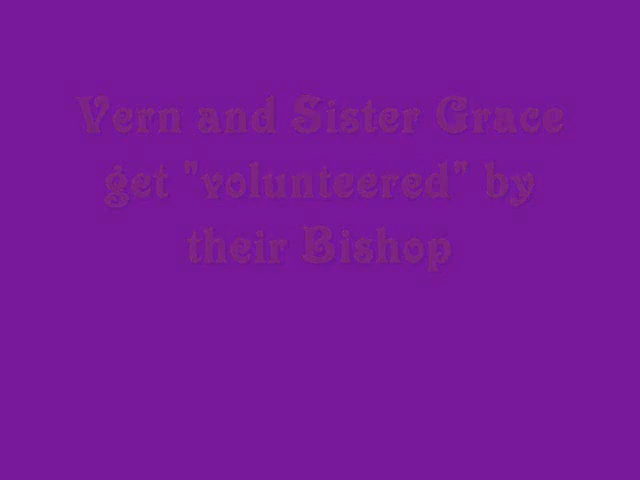 Vern and Sister Grace
get "volunteered" by
their Bishop